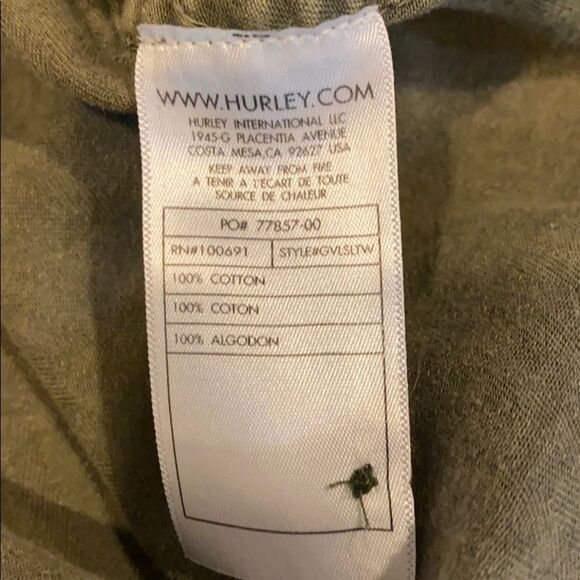 WWW.HURLEY.COM
HURLEY INTERNATIONAL LLC
1945-G PLACENTIA AVENUE
COSTA MESA, CA 92627 USA
KEEP AWAY FROM FIRE
A TENIR A L'ECART DE TOUTE
SOURCE DE CHALEUR
PO# 77857-00
RN#100691 STYLE#GVLSLTW
100% COTTON
100% COTON
100% ALGODON